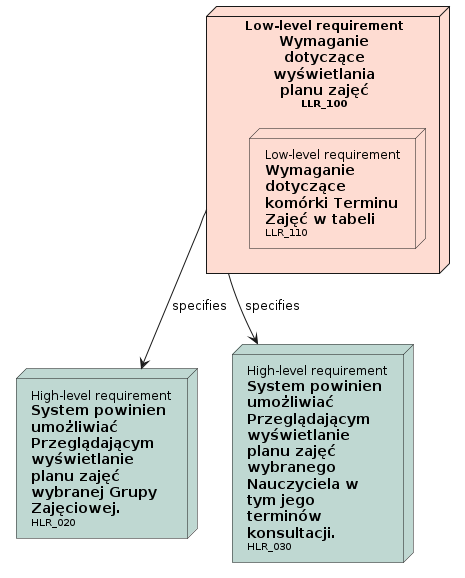 Low-level requirement
Wymaganie
dotyczące
wyświetlania
planu zajęć
LLR_100
Low-level requirement
Wymaganie
dotyczące
komórki Terminu
Zajęć w tabeli
LLR_110
specifies
specifies
High-level requirement
System powinien
umożliwiać
Przeglądającym
wyświetlanie
planu zajęć
wybranej Grupy
Zajęciowej.
HLR_020
High-level requirement
System powinien
umożliwiać
Przeglądającym
wyświetlanie
planu zajęć
wybranego
Nauczyciela w
tym jego
terminów
konsultacji.
HLR_030